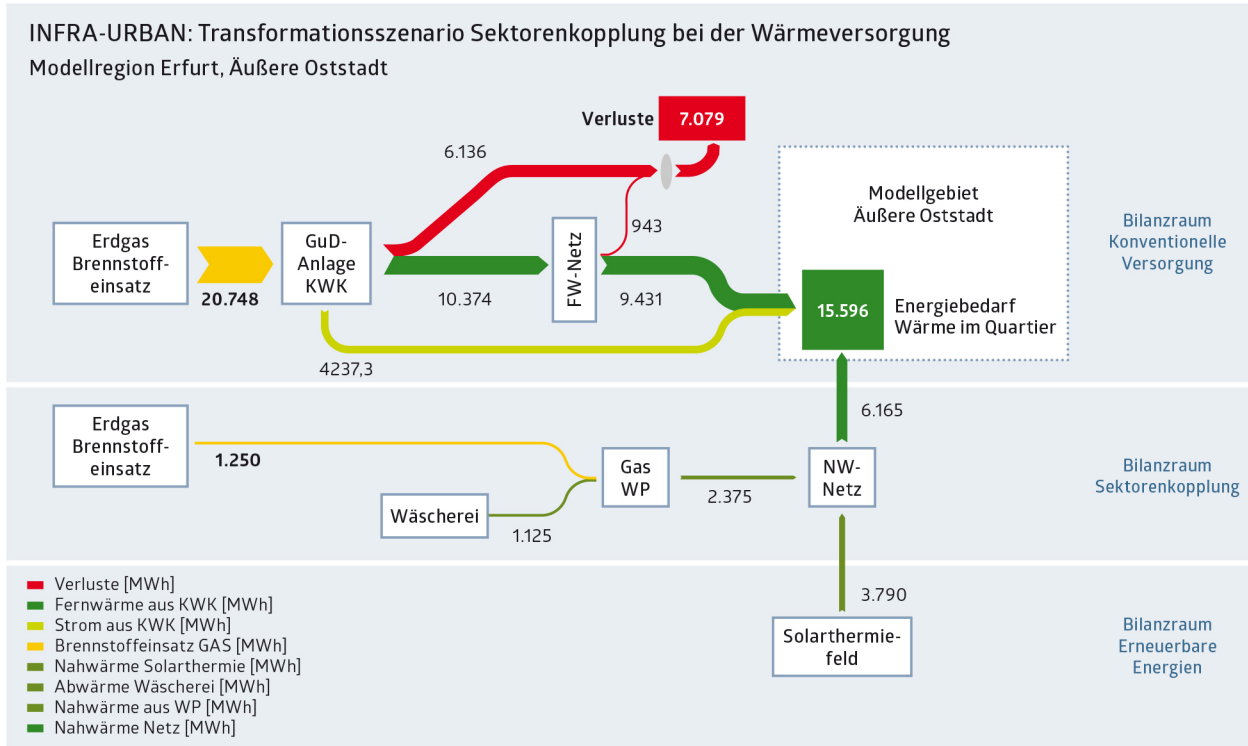 INFRA-URBAN: Transformationsszenario Sektorenkopplung bei der Wärmeversorgung
Modellregion Erfurt, Äußere Oststadt
Verluste
7.079
6.136
Modellgebiet
Äußere Oststadt
Bilanzraum
Konventionelle
Versorgung
Erdgas
Brennstoff-
einsatz
20.748
GuD-
Anlage
KWK
10.374
FW-Netz
943
9.431
15.596
Energiebedarf
Wärme im Quartier
4237,3
6.165
Erdgas
Brennstoff-
einsatz
1.250
Wäscherei
1.125
Gas
WP
2.375
NW-
Netz
Bilanzraum
Sektorenkopplung
Verluste [MWh]
Fernwärme aus KWK [MWh]
Strom aus KWK [MWh]
Brennstoffeinsatz GAS [MWh]
Nahwärme Solarthermie [MWh]
Abwärme Wäscherei [MWh]
Nahwärme aus WP [MWh]
Nahwärme Netz [MWh]
3.790
Solarthermie-
feld
Bilanzraum
Erneuerbare
Energien